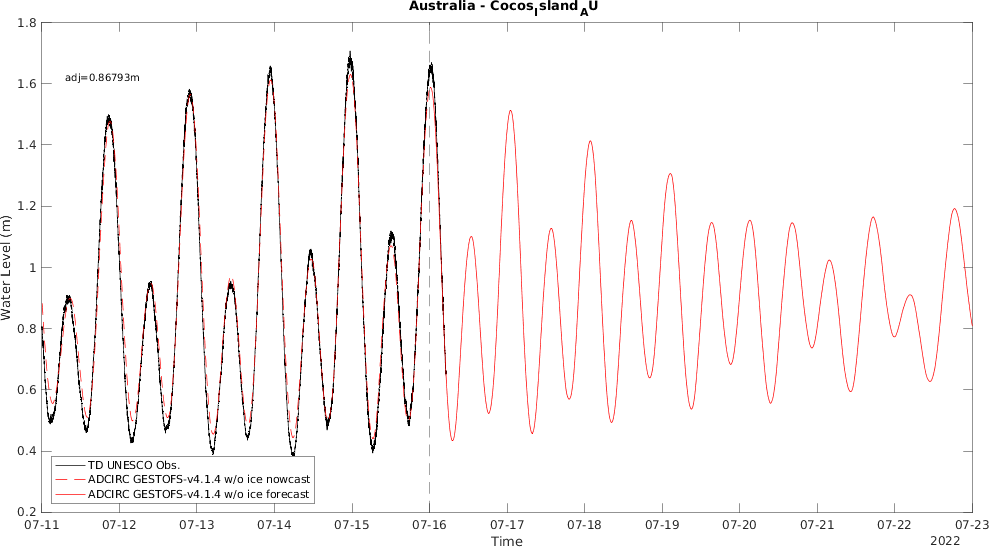 Australia - Cocos_Island_AU
adj=0.86793m
Water Level (m)
1.8
1.6
1.4
1.2
1
0.8
0.6
0.4
0.2
TD UNESCO Obs.
ADCIRC GESTOFS-v4.1.4 w/o ice nowcast
ADCIRC GESTOFS-v4.1.4 w/o ice forecast
07-11 07-12 07-13 07-14 07-15 07-16 07-17 07-18 07-19 07-20 07-21 07-22 07-23
Time
2022